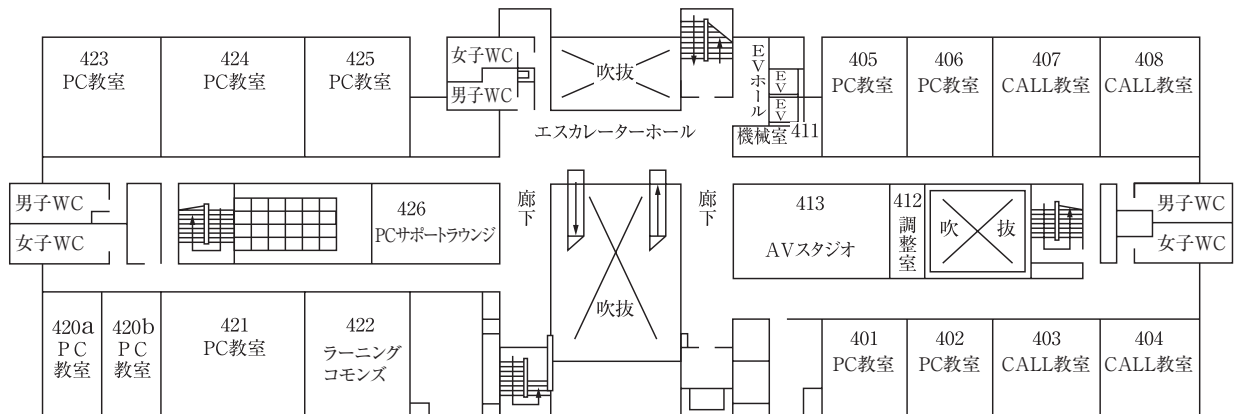 423
PC教室
424
PC教室
425
PC教室
女子WC
男子WC
吹抜
EVホール
EV
EV
機械室
411
エスカレーターホール
405
PC教室
406
PC教室
407
CALL教室
408
CALL教室
男子WC
女子WC
426
PCサポートラウンジ
廊下
吹抜
廊下
413
AVスタジオ
412
調整室
吹抜
男子WC
女子WC
420a
PC
教室
420b
PC
教室
421
PC教室
422
ラーニング
コモンズ
401
PC教室
402
PC教室
403
CALL教室
404
CALL教室